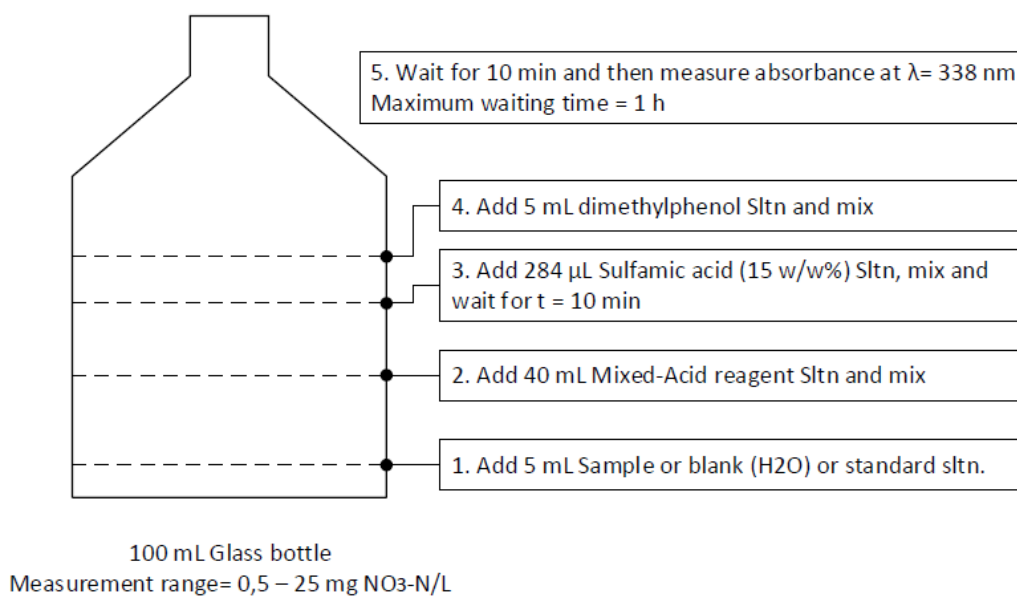 5. Wait for 10 min and then measure absorbance at λ= 338 nm
Maximum waiting time = 1 h
4. Add 5 mL dimethylphenol Sltn and mix
3. Add 284 µL Sulfamic acid (15 w/w%) Sltn, mix and
wait for t = 10 min
2. Add 40 mL Mixed-Acid reagent Sltn and mix
1. Add 5 mL Sample or blank (H2O) or standard sltn.
100 mL Glass bottle
Measurement range= 0,5 – 25 mg NO3-N/L